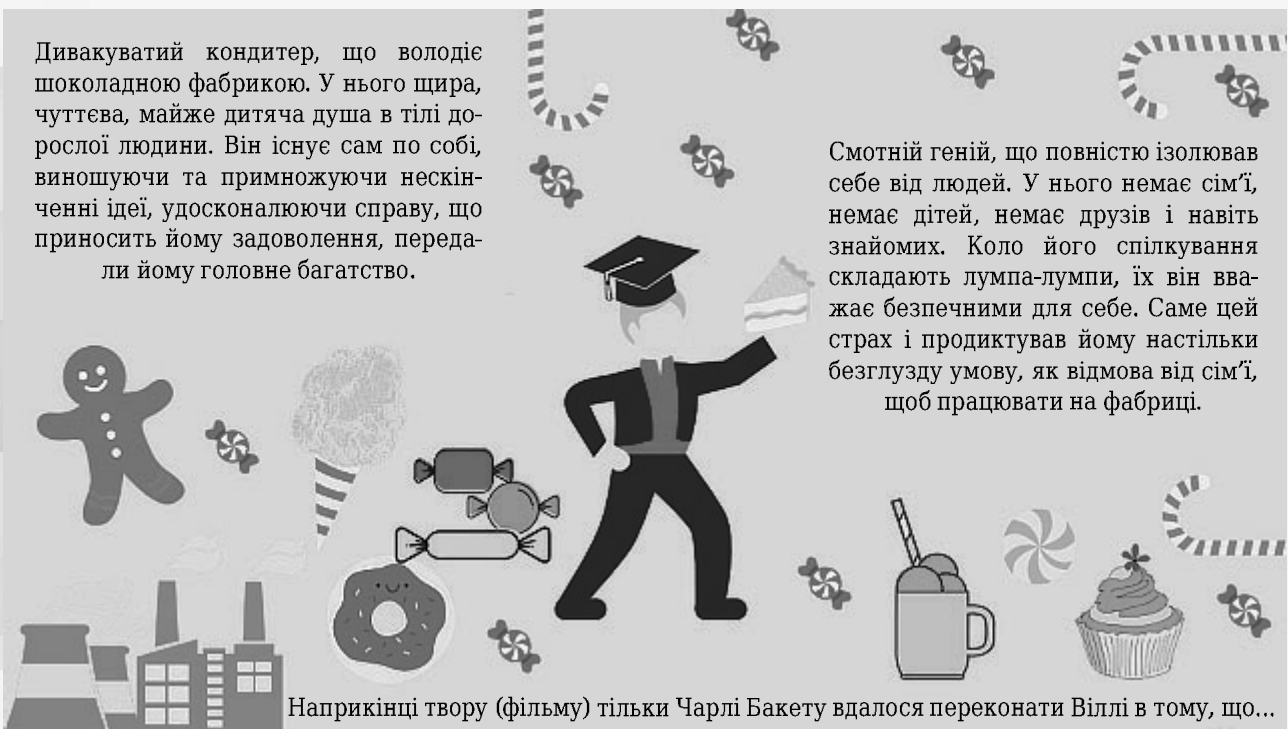 Дивакуватий кондитер, що володіє
шоколадною фабрикою. У нього щира,
чуттєва, майже дитяча душа в тілі до-
рослої людини. Він існує сам по собі,
виношуючи та примножуючи нескін-
ченні ідеї, удосконалюючи справу, що
приносить йому задоволення, переда-
ли йому головне багатство.
Смотній геній, що повністю ізолював
себе від людей. У нього немає сім’ї,
немає дітей, немає друзів і навіть
знайомих. Коло його спілкування
складають лумпа-лумпи, їх він вва-
жає безпечними для себе. Саме цей
страх і продиктував йому настільки
безглузду умову, як відмова від сім’ї,
щоб працювати на фабриці.
Наприкінці твору (фільму) тільки Чарлі Бакету вдалося переконати Віллі в тому, що...